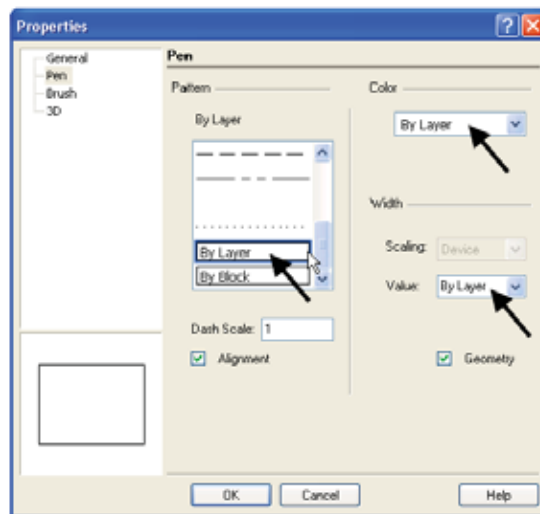 Properties
General
Pen
Brush
3D
Pen
Pattern
By Layer
By Layer
By Block
Dash Scale: 1
Alignment
Color
By Layer
Width
Scaling: Device
Value: By Layer
Geometry
OK
Cancel
Help